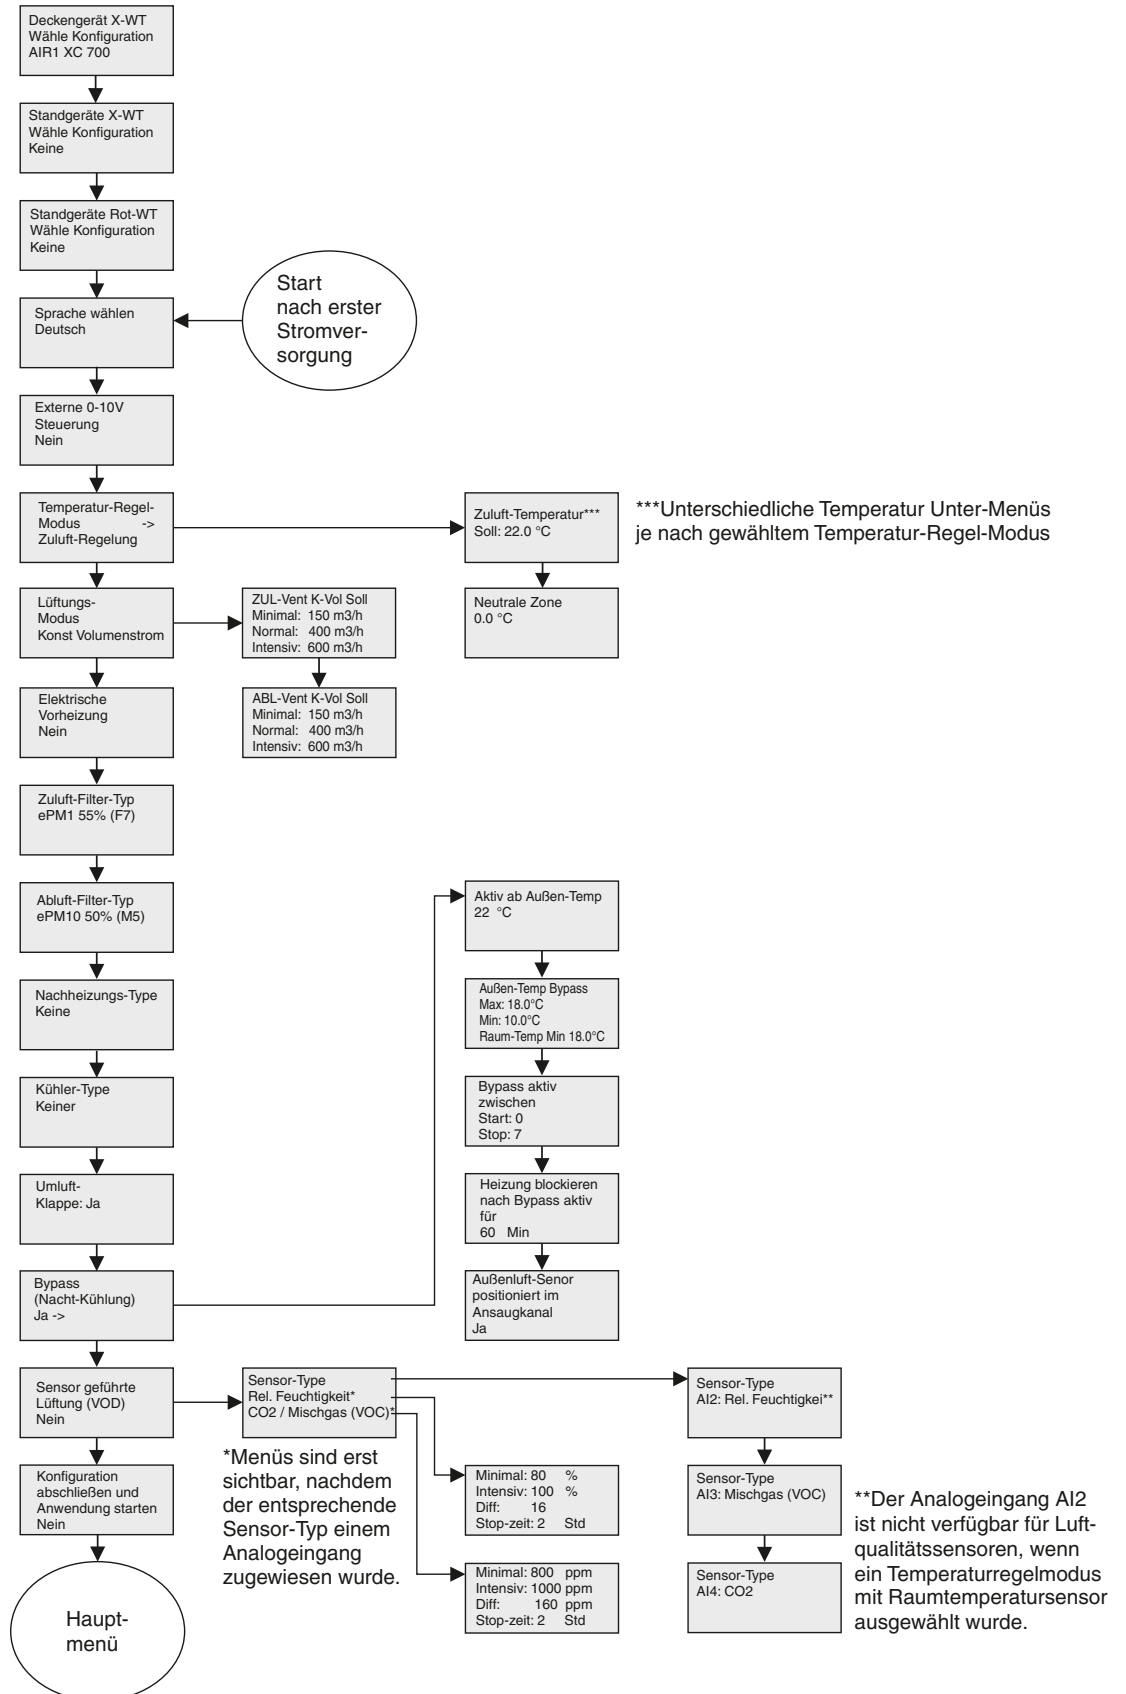 Deckengerät X-WT
Wähle Konfiguration
AIR1 XC 700
Standgeräte X-WT
Wähle Konfiguration
Keine
Standgeräte Rot-WT
Wähle Konfiguration
Keine
Sprache wählen
Deutsch
Start
nach erster
Stromver-
sorgung
Externe 0-10V
Steuerung
Nein
Temperatur-Regel-
Modus ->
Zuluft-Regelung
Zuluft-Temperatur***
Soll: 22.0 °C
***Unterschiedliche Temperatur Unter-Menüs
je nach gewähltem Temperatur-Regel-Modus
Neutrale Zone
0.0 °C
Lüftungs-
Modus
Konst Volumenstrom
ZUL-Vent K-Vol Soll
Minimal: 150 m3/h
Normal: 400 m3/h
Intensiv: 600 m3/h
ABL-Vent K-Vol Soll
Minimal: 150 m3/h
Normal: 400 m3/h
Intensiv: 600 m3/h
Elektrische
Vorheizung
Nein
Zuluft-Filter-Typ
ePM1 55% (F7)
Abluft-Filter-Typ
ePM10 50% (M5)
Nachheizungs-Type
Keine
Kühler-Type
Keiner
Umluft-
Klappe: Ja
Bypass
(Nacht-Kühlung)
Ja ->
Aktiv ab Außen-Temp
22 °C
Außen-Temp Bypass
Max: 18.0°C
Min: 10.0°C
Raum-Temp Min 18.0°C
Bypass aktiv
zwischen
Start: 0
Stop: 7
Heizung blockieren
nach Bypass aktiv
für
60 Min
Außenluft-Senor
positioniert im
Ansaugkanal
Ja
Sensor geführte
Lüftung (VOD)
Nein
Sensor-Type
Rel. Feuchtigkeit*
CO2 / Mischgas (VOC)*
*Menüs sind erst
sichtbar, nachdem
der entsprechende
Sensor-Typ einem
Analogeingang
zugewiesen wurde.
Minimal: 80 %
Intensiv: 100 %
Diff: 16
Stop-zeit: 2 Std
Minimal: 800 ppm
Intensiv: 1000 ppm
Diff: 160 ppm
Stop-zeit: 2 Std
Sensor-Type
AI2: Rel. Feuchtigkei**
Sensor-Type
AI3: Mischgas (VOC)
Sensor-Type
AI4: CO2
**Der Analogeingang AI2
ist nicht verfügbar für Luft-
qualitätssensoren, wenn
ein Temperaturregelmodus
mit Raumtemperatursensor
ausgewählt wurde.
Konfiguration
abschließen und
Anwendung starten
Nein
Haupt-
menü